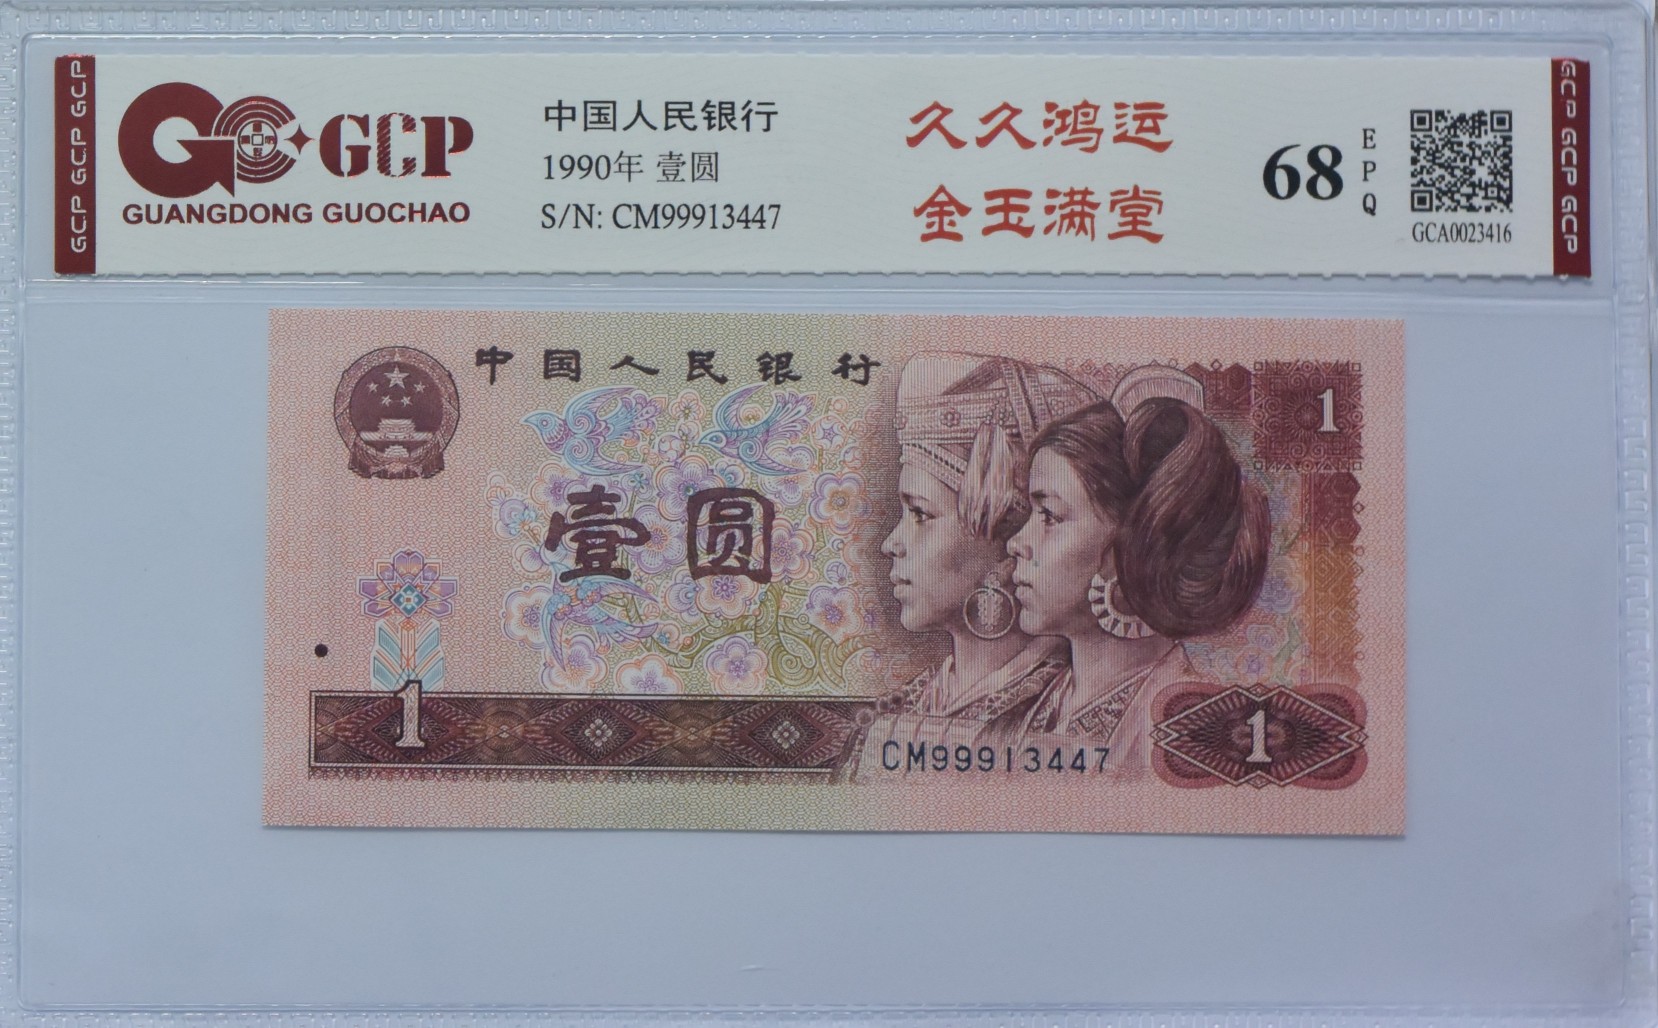 GCP GCP GCP
GCP
GUANGDONG GUOCHAO
中国人民银行
1990年 壹圆
S/N: CM99913447
久久鸿运
金玉满堂
68
E
P
Q
GCA0023416
GCP GCP GCP
中国人民银行
1
壹圆
1
1
CM99913447